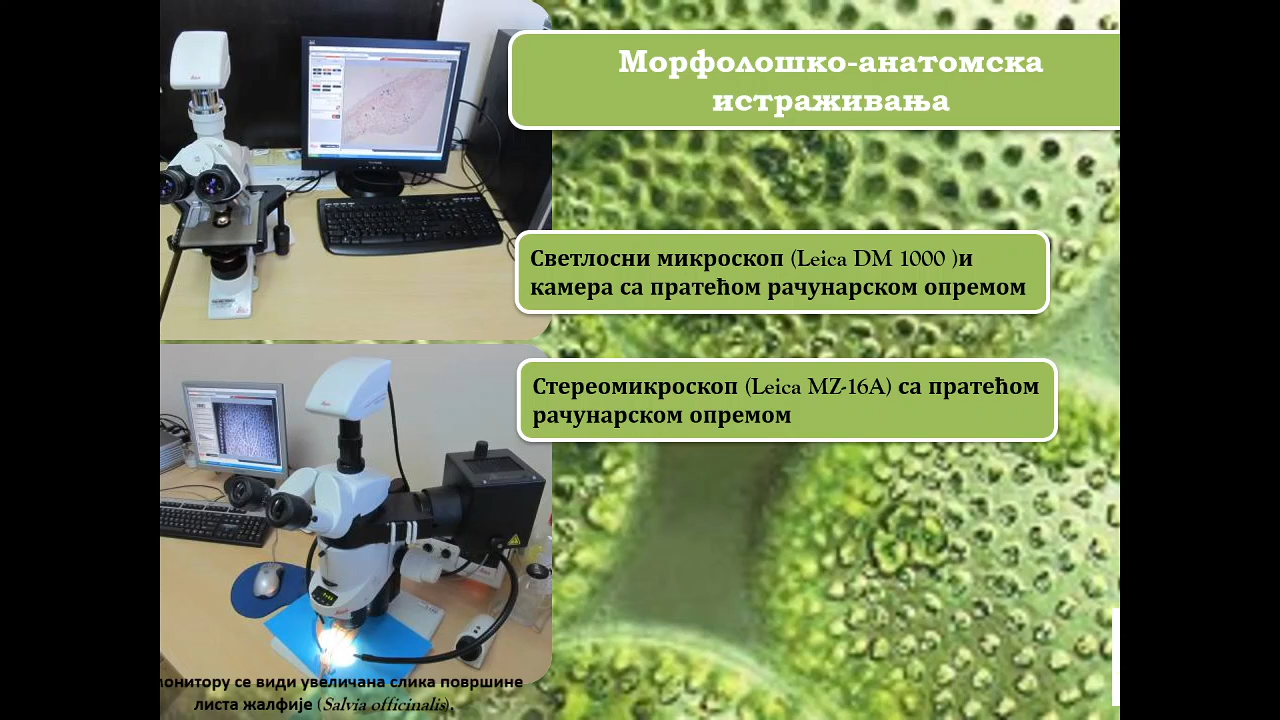 Морфолошко-анатомска
истраживања
Светлосни микроскоп (Leica DM 1000 )и
камера са пратећом рачунарском опремом
Стереомикроскоп (Leica MZ-16A) са пратећом
рачунарском опремом
монитору се види увеличана слика површине
листа жалфије (Salvia officinalis).